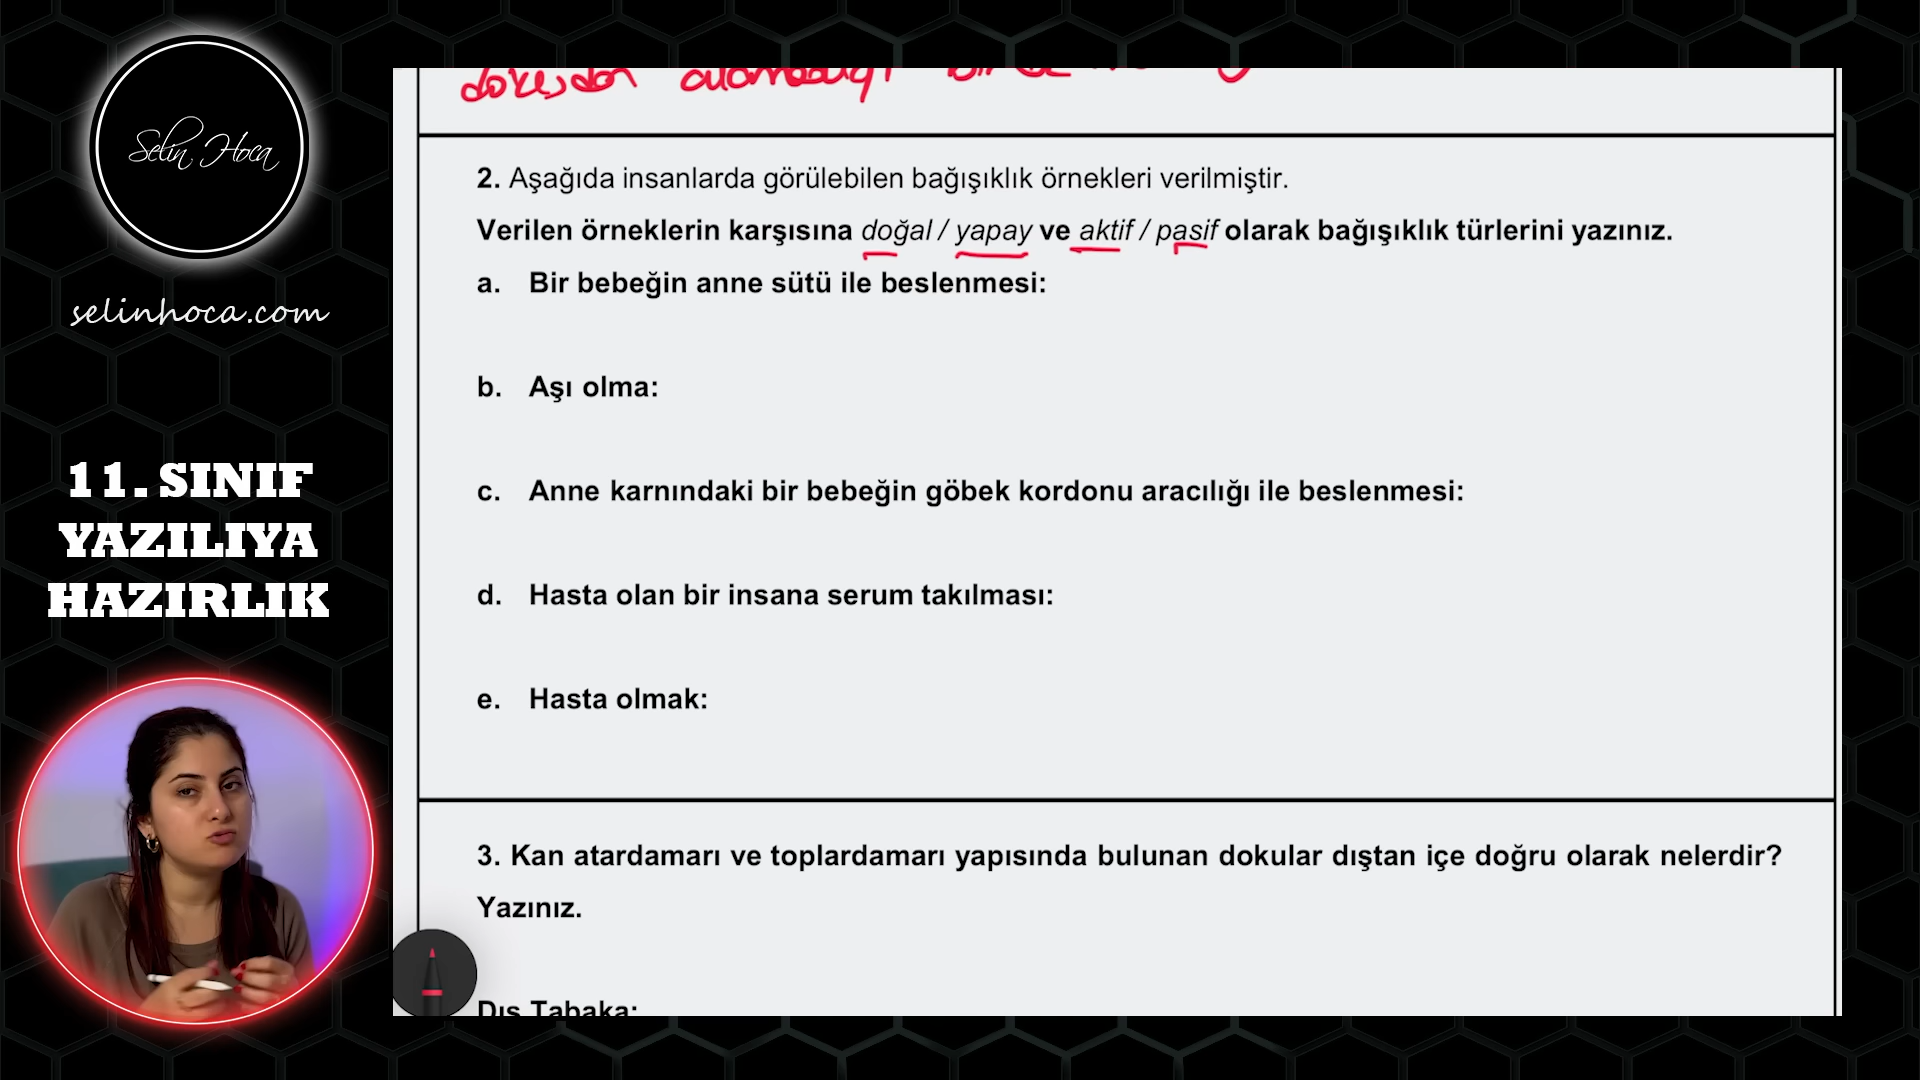 Selin Hoca
selinhoca.com
11. SINIF
YAZILIYA
HAZIRLIK
2. Aşağıda insanlarda görülebilen bağışıklık örnekleri verilmiştir.
Verilen örneklerin karşısına doğal / yapay ve aktif / pasif olarak bağışıklık türlerini yazınız.
a. Bir bebeğin anne sütü ile beslenmesi:
b. Aşı olma:
c. Anne karnındaki bir bebeğin göbek kordonu aracılığı ile beslenmesi:
d. Hasta olan bir insana serum takılması:
e. Hasta olmak:
3. Kan atardamarı ve toplardamarı yapısında bulunan dokular dıştan içe doğru olarak nelerdir?
Yazınız.
Dış Tabaka: